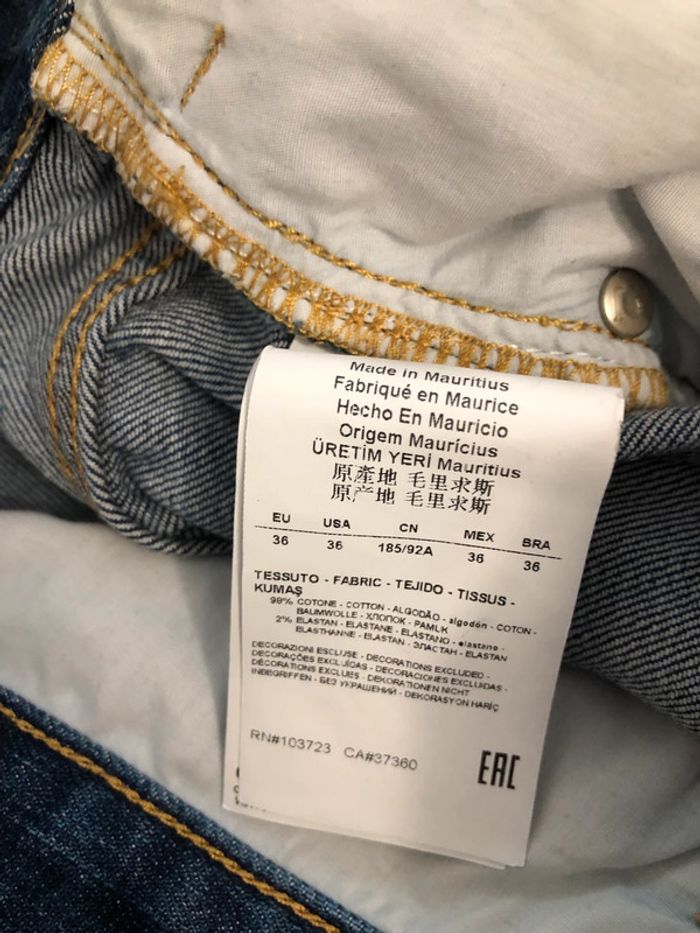 Made in Mauritius
Fabriqué en Maurice
Hecho En Mauricio
Origem Maurícius
ÜRETİM YERİ Mauritius
原產地 毛里求斯
原产地 毛里求斯
EU USA CN MEX BRA
36 36 185/92A 36 36
TESSUTO - FABRIC - TEJIDO - TISSUS -
KUMAŞ
98% COTONE - COTTON - ALGODÃO - algodón - COTON -
BAUMWOLLE - ХЛОПОК - PAMUK
2% ELASTAN - ELASTANE - ELASTANO - elastano -
ELASTHANNE - ELASTAN - ЭЛАСТАН - ELASTAN
DECORAZIONI ESCLUSE - DECORATIONS EXCLUDED -
DECORAÇÕES EXCLUÍDAS - DECORACIONES EXCLUIDAS -
DÉCORATIONS EXCLUES - DEKORATIONEN NICHT
INBEGRIFFEN - БЕЗ УКРАШЕНИЙ - DEKORASYON HARİÇ
RN#103723 CA#37360
EAC